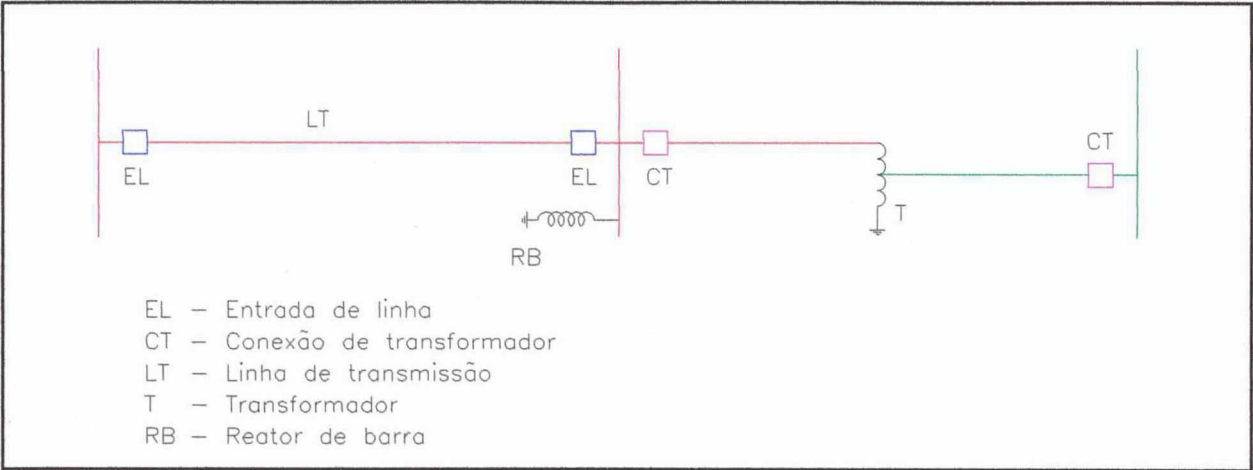 LT
CT
EL
EL
CT
T
RB
EL – Entrada de linha
CT – Conexão de transformador
LT – Linha de transmissão
T – Transformador
RB – Reator de barra